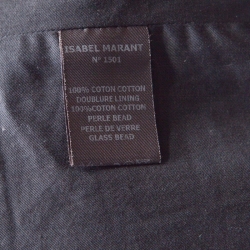 ISABEL MARANT
N° 1501
100% COTON COTTON
DOUBLURE LINING
100%COTON COTTON
PERLE BEAD
PERLE DE VERRE
GLASS BEAD